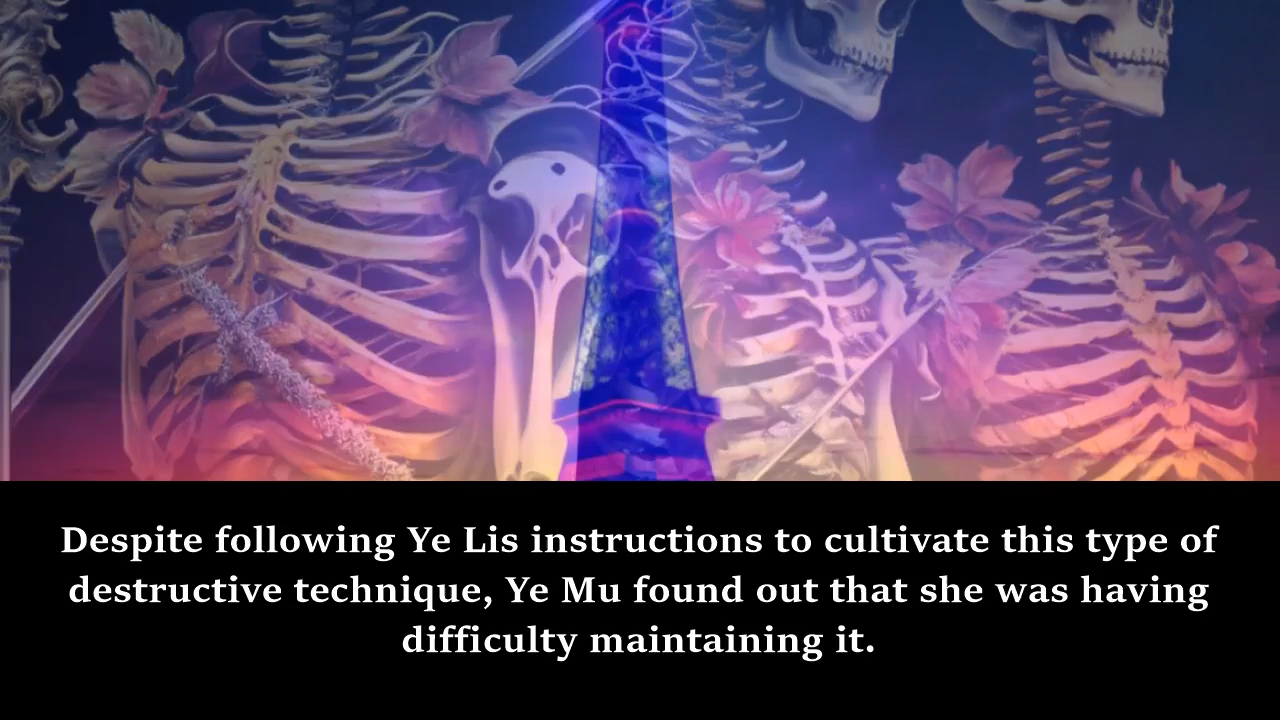 Despite following Ye Lis instructions to cultivate this type of
destructive technique, Ye Mu found out that she was having
difficulty maintaining it.